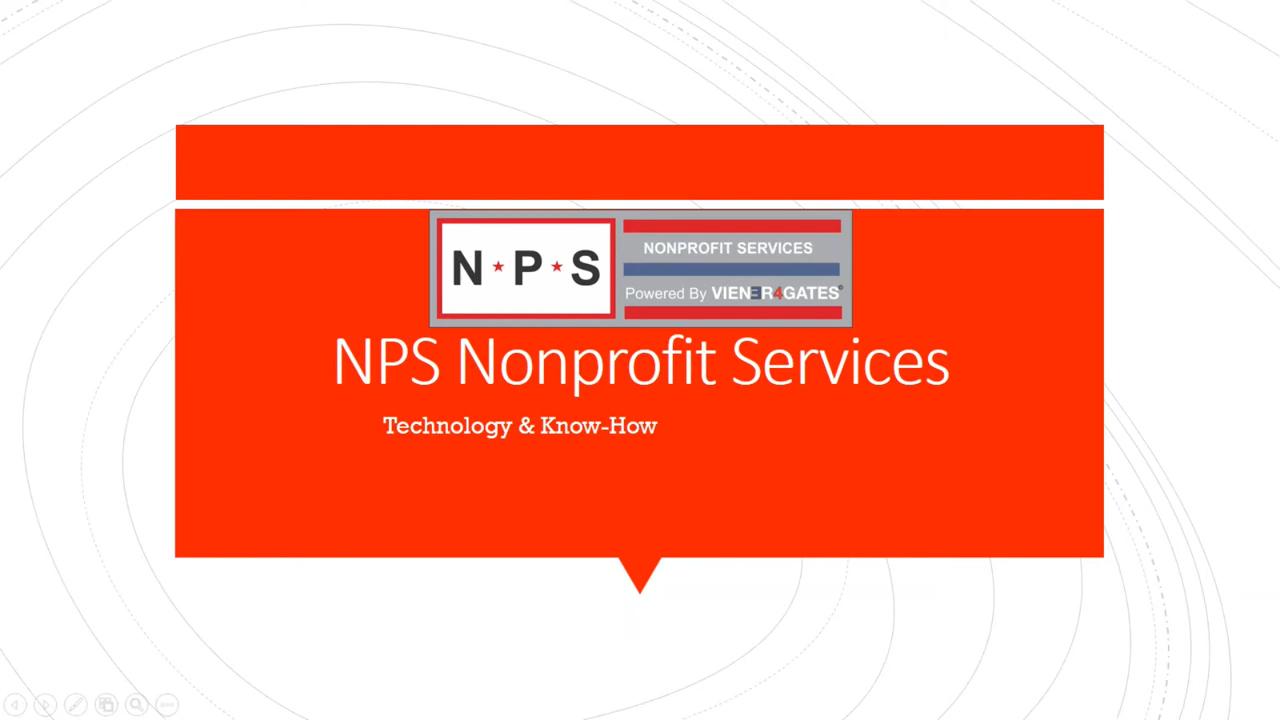 N★P★S
NONPROFIT SERVICES
Powered By VIENER4GATES©
NPS Nonprofit Services
Technology & Know-How